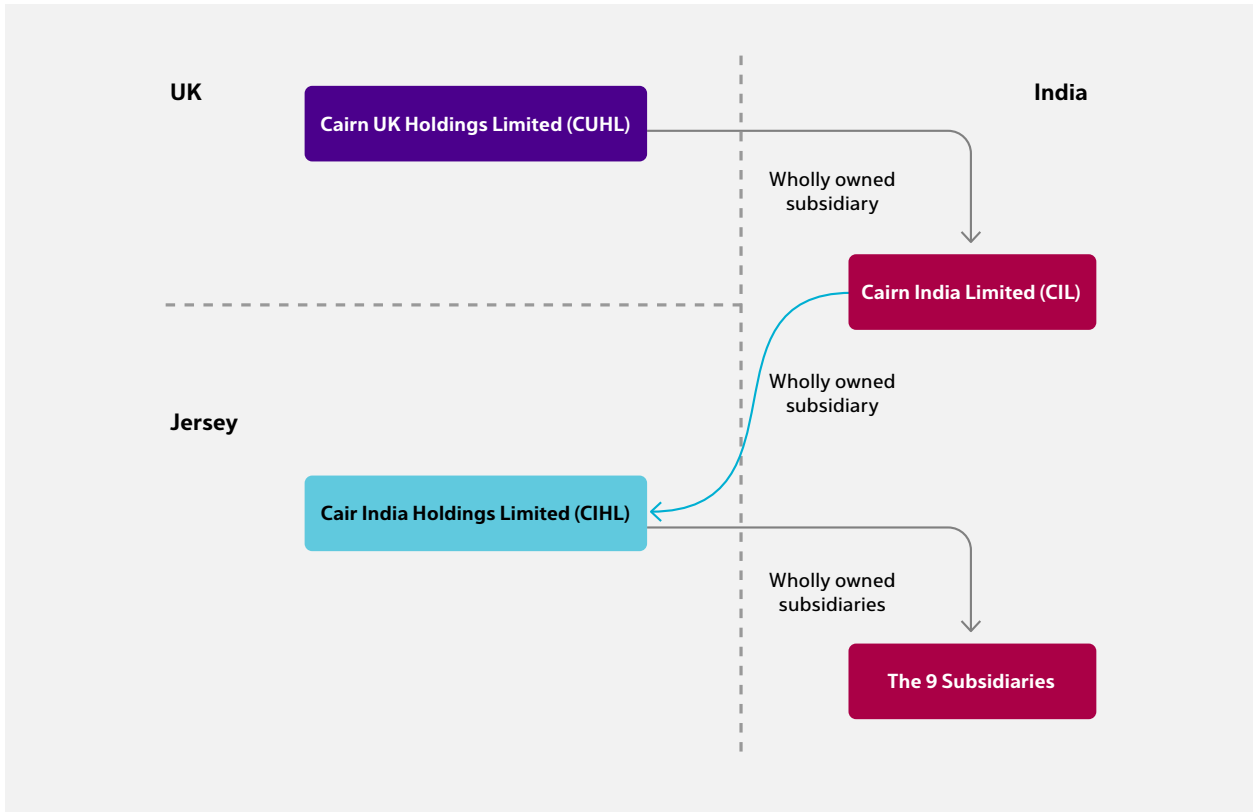 UK
India
Cairn UK Holdings Limited (CUHL)
Wholly owned
subsidiary
Cairn India Limited (CIL)
Wholly owned
subsidiary
Jersey
Cair India Holdings Limited (CIHL)
Wholly owned
subsidiaries
The 9 Subsidiaries